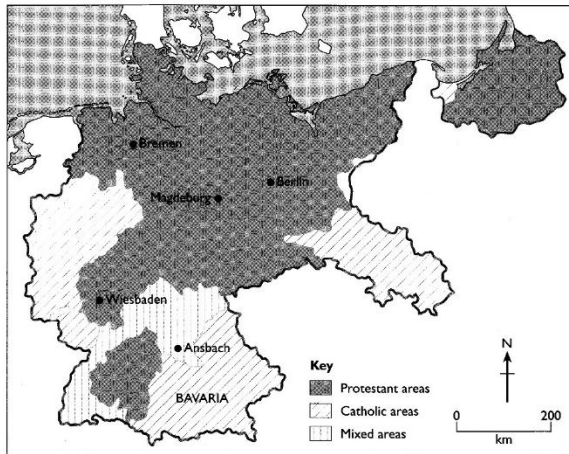 Bremen
Berlin
Magdeburg
Wiesbaden
Ansbach
BAVARIA
Key
Protestant areas
Catholic areas
Mixed areas
N
0 200
km